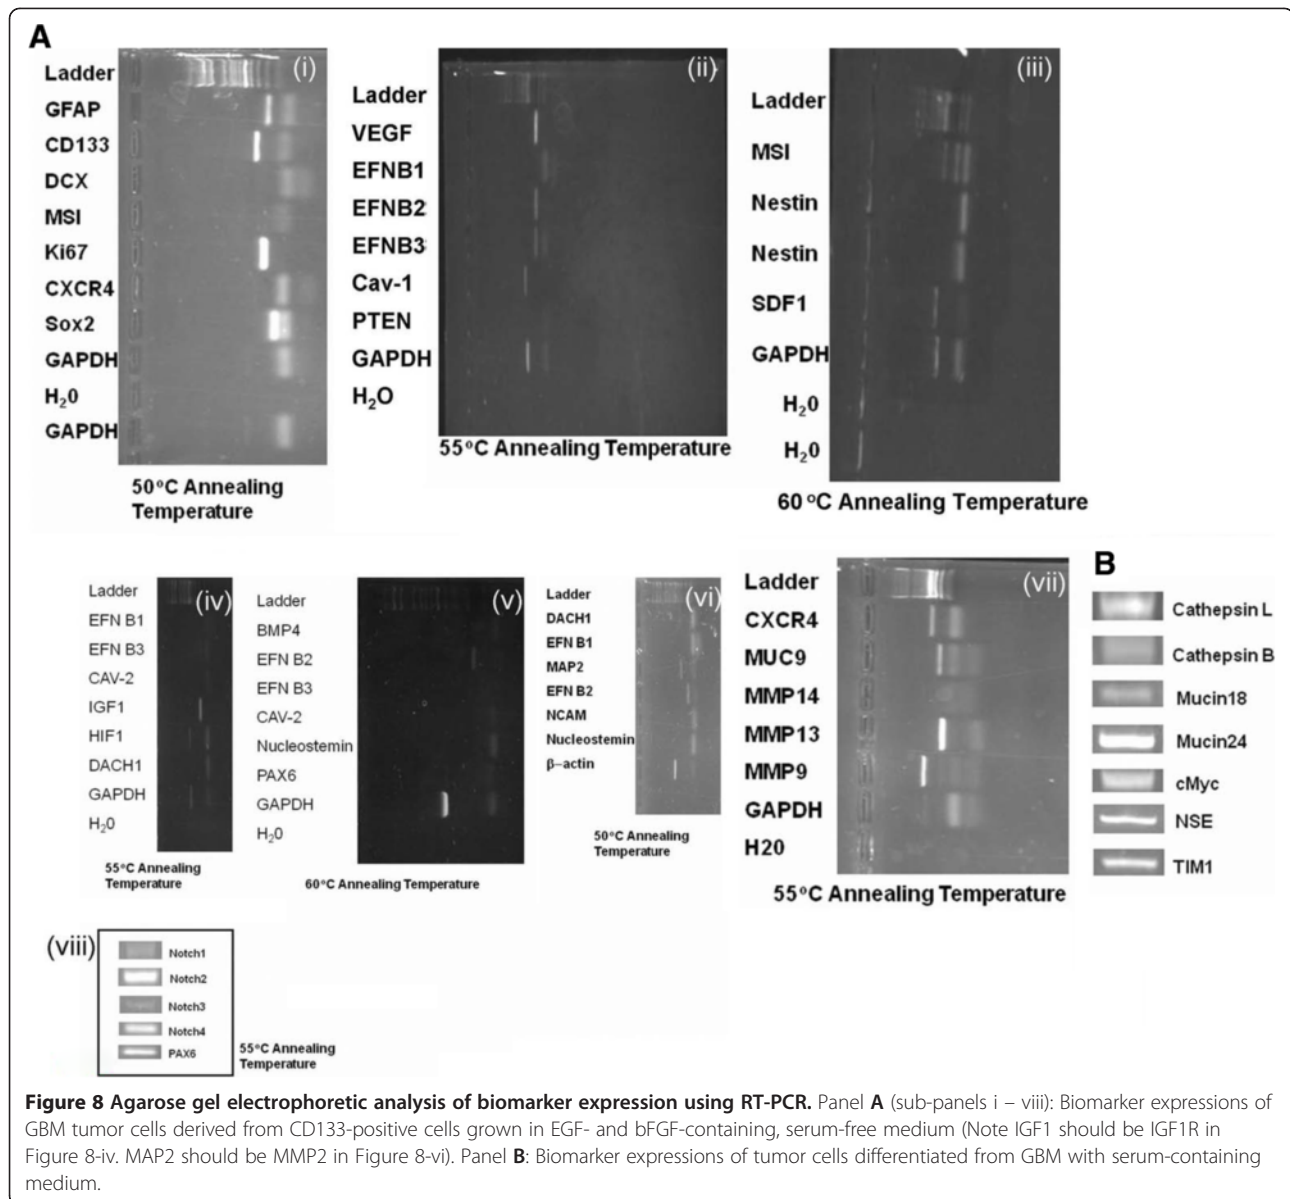 A
(i)
Ladder
GFAP
CD133
DCX
MSI
Ki67
CXCR4
Sox2
GAPDH
H₂0
GAPDH
50°C Annealing
Temperature
(ii)
Ladder
VEGF
EFNB1
EFNB2
EFNB3
Cav-1
PTEN
GAPDH
H₂O
55°C Annealing Temperature
(iii)
Ladder
MSI
Nestin
Nestin
SDF1
GAPDH
H₂0
H₂0
60°C Annealing Temperature
(iv)
Ladder
EFN B1
EFN B3
CAV-2
IGF1
HIF1
DACH1
GAPDH
H₂0
55°C Annealing
Temperature
(v)
Ladder
BMP4
EFN B2
EFN B3
CAV-2
Nucleostemin
PAX6
GAPDH
H₂0
60°C Annealing Temperature
(vi)
Ladder
DACH1
EFN B1
MAP2
EFN B2
NCAM
Nucleostemin
β–actin
50°C Annealing
Temperature
(vii)
Ladder
CXCR4
MUC9
MMP14
MMP13
MMP9
GAPDH
H20
55°C Annealing Temperature
B
Cathepsin L
Cathepsin B
Mucin18
Mucin24
cMyc
NSE
TIM1
(viii)
Notch1
Notch2
Notch3
Notch4
PAX6
55°C Annealing
Temperature
Figure 8 Agarose gel electrophoretic analysis of biomarker expression using RT-PCR. Panel A (sub-panels i – viii): Biomarker expressions of
GBM tumor cells derived from CD133-positive cells grown in EGF- and bFGF-containing, serum-free medium (Note IGF1 should be IGF1R in
Figure 8-iv. MAP2 should be MMP2 in Figure 8-vi). Panel B: Biomarker expressions of tumor cells differentiated from GBM with serum-containing
medium.